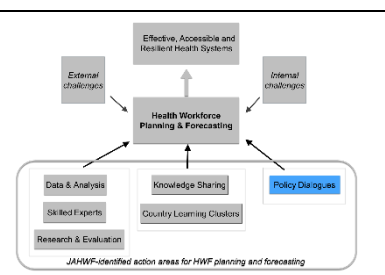 Effective, Accessible and
Resilient Health Systems
External
challenges
Internal
challenges
Health Workforce
Planning & Forecasting
Data & Analysis
Knowledge Sharing
Policy Dialogues
Skilled Experts
Country Learning Clusters
Research & Evaluation
JAHWF-identified action areas for HWF planning and forecasting